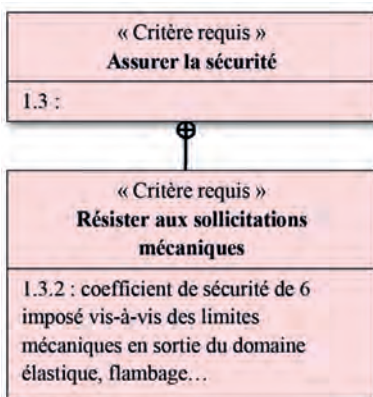 « Critère requis »
Assurer la sécurité
1.3 :
« Critère requis »
Résister aux sollicitations
mécaniques
1.3.2 : coefficient de sécurité de 6
imposé vis-à-vis des limites
mécaniques en sortie du domaine
élastique, flambage…